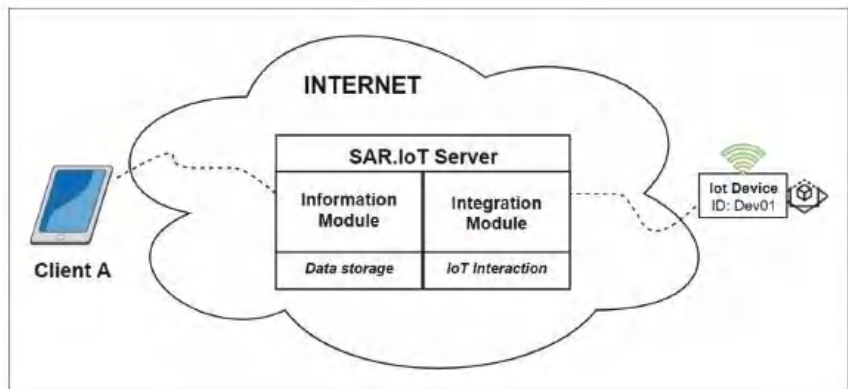 INTERNET
SAR.IoT Server
Information
Module
Integration
Module
Data storage
IoT Interaction
Client A
Iot Device
ID: Dev01